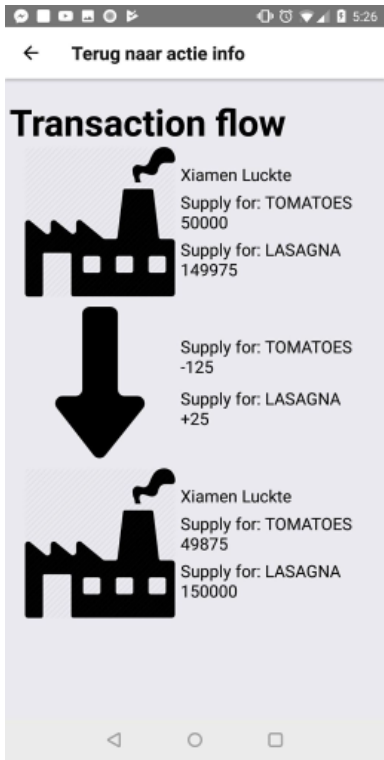 5:26
Terug naar actie info
Transaction flow
Xiamen Luckte
Supply for: TOMATOES
50000
Supply for: LASAGNA
149975
Supply for: TOMATOES
-125
Supply for: LASAGNA
+25
Xiamen Luckte
Supply for: TOMATOES
49875
Supply for: LASAGNA
150000